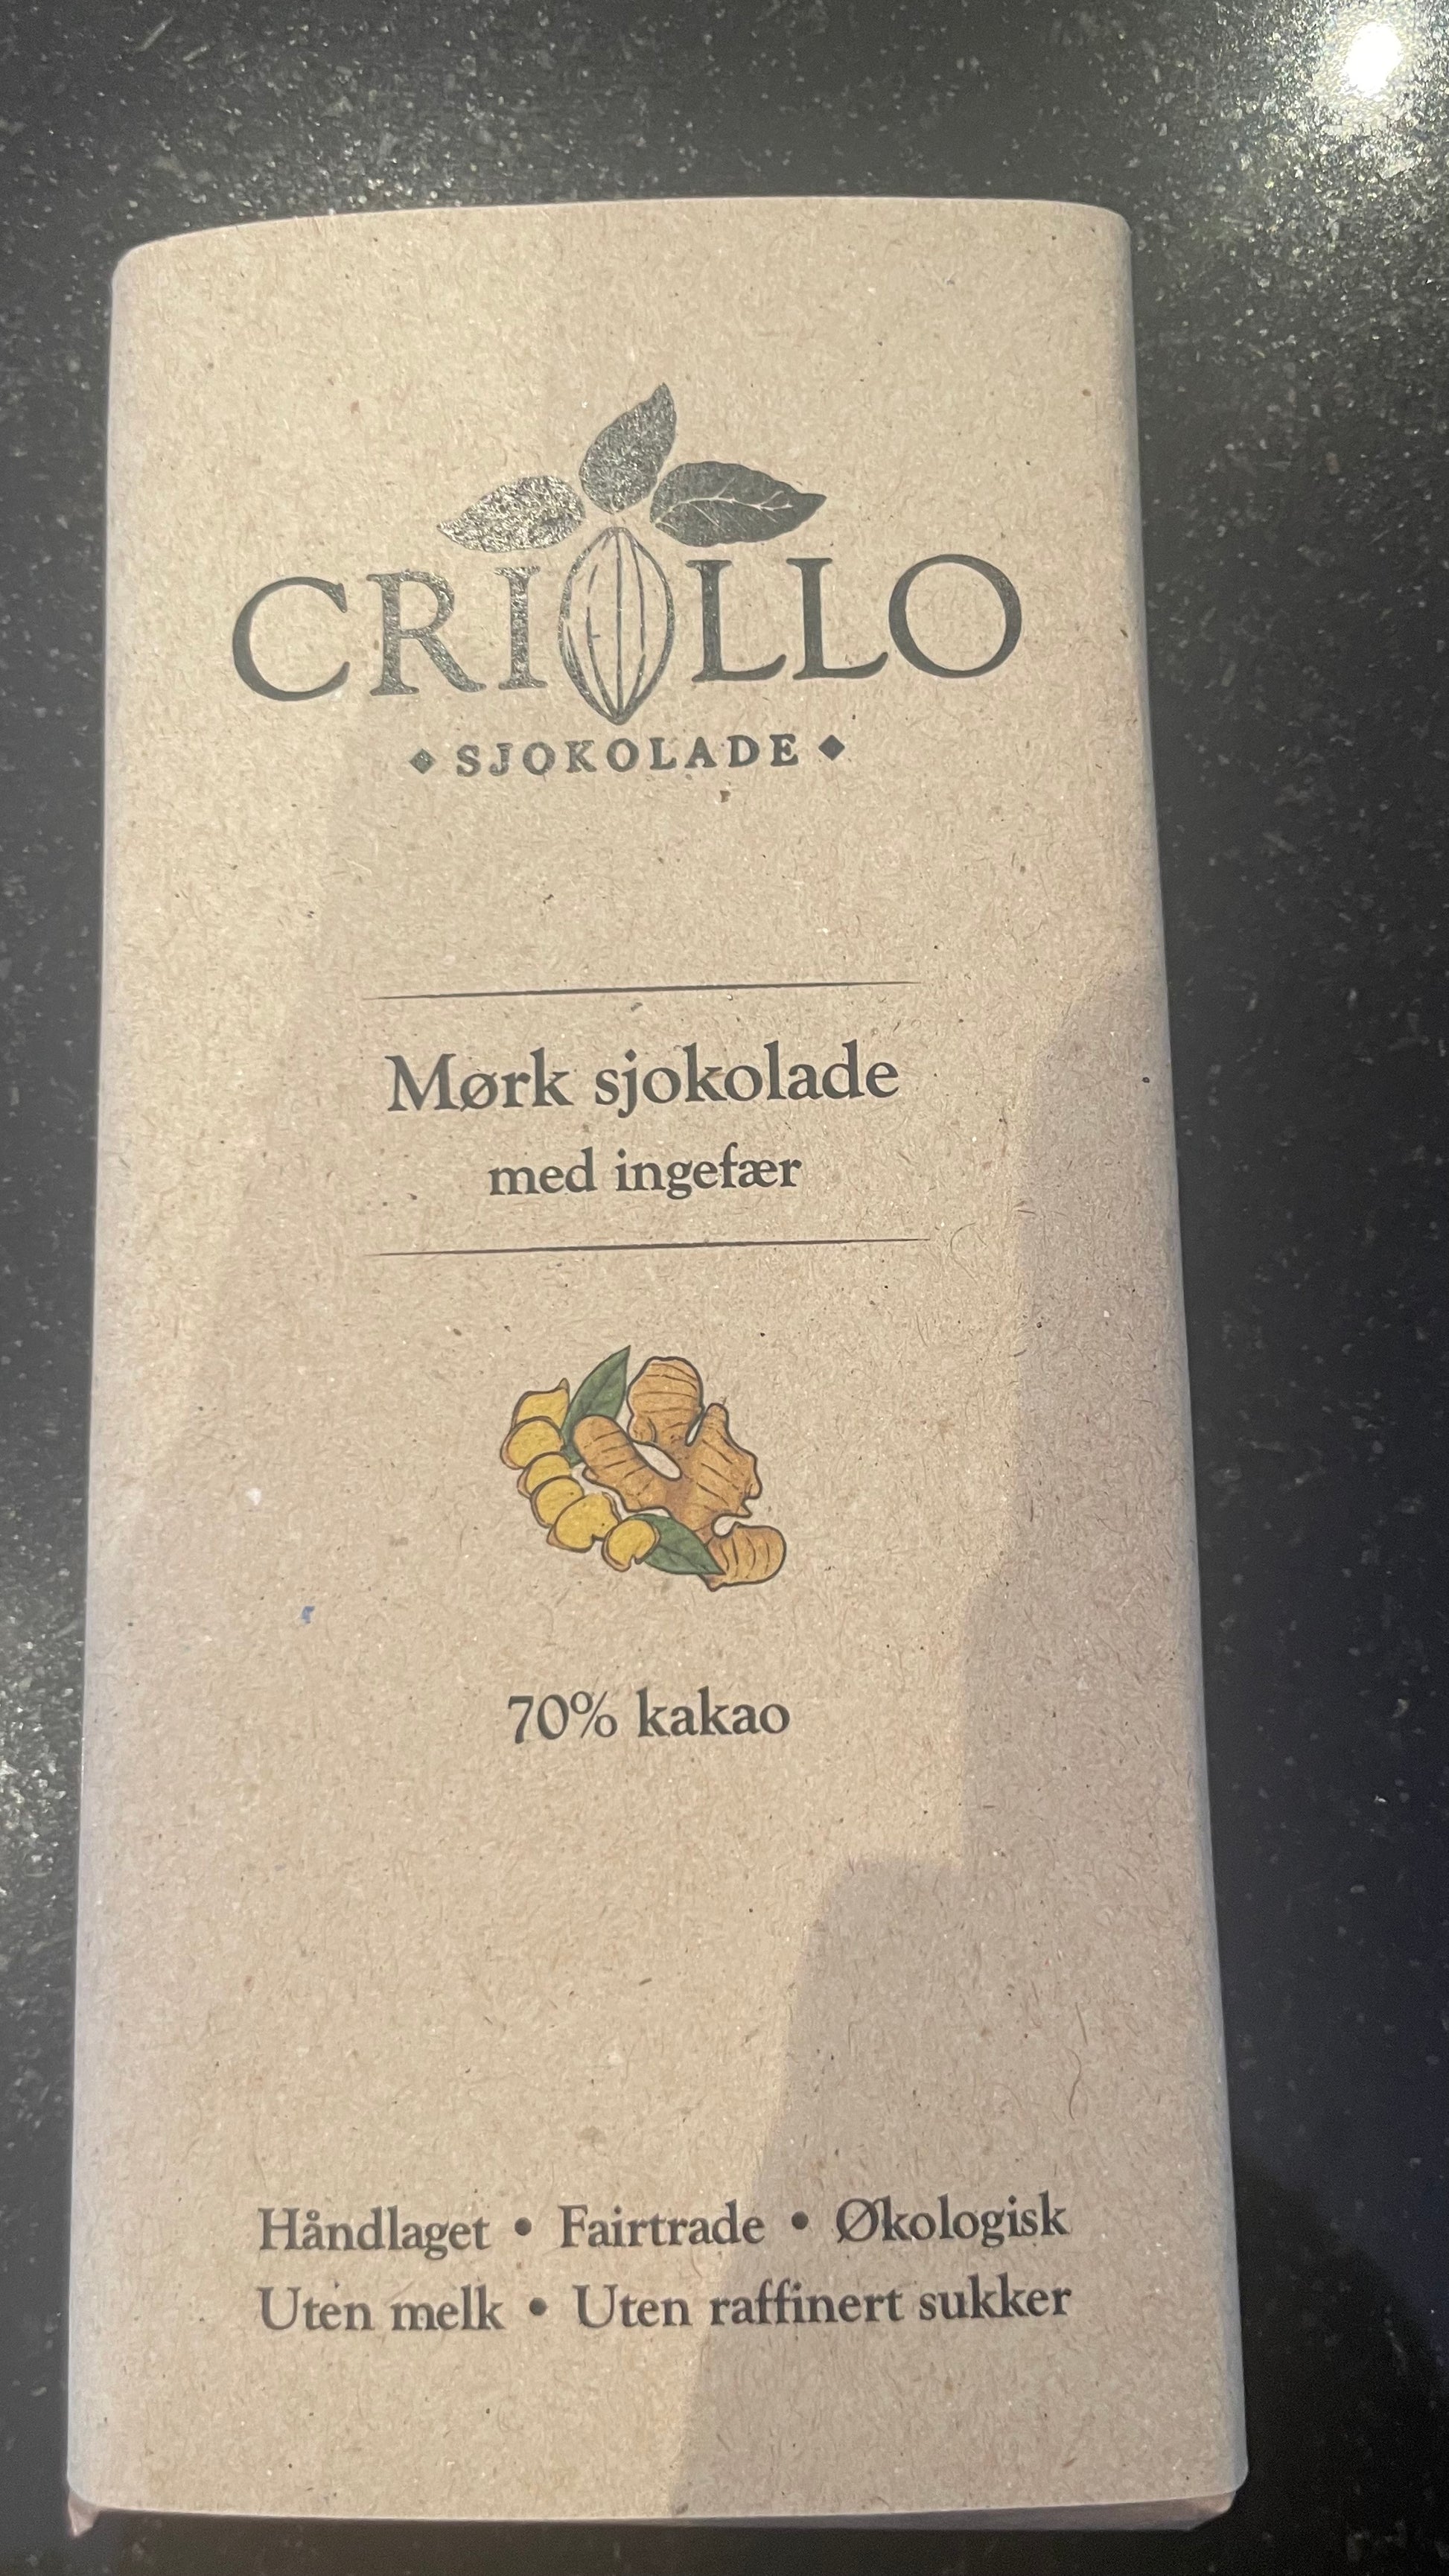 CRIOLLO
◆ SJOKOLADE ◆
Mørk sjokolade
med ingefær
70% kakao
Håndlaget • Fairtrade • Økologisk
Uten melk • Uten raffinert sukker